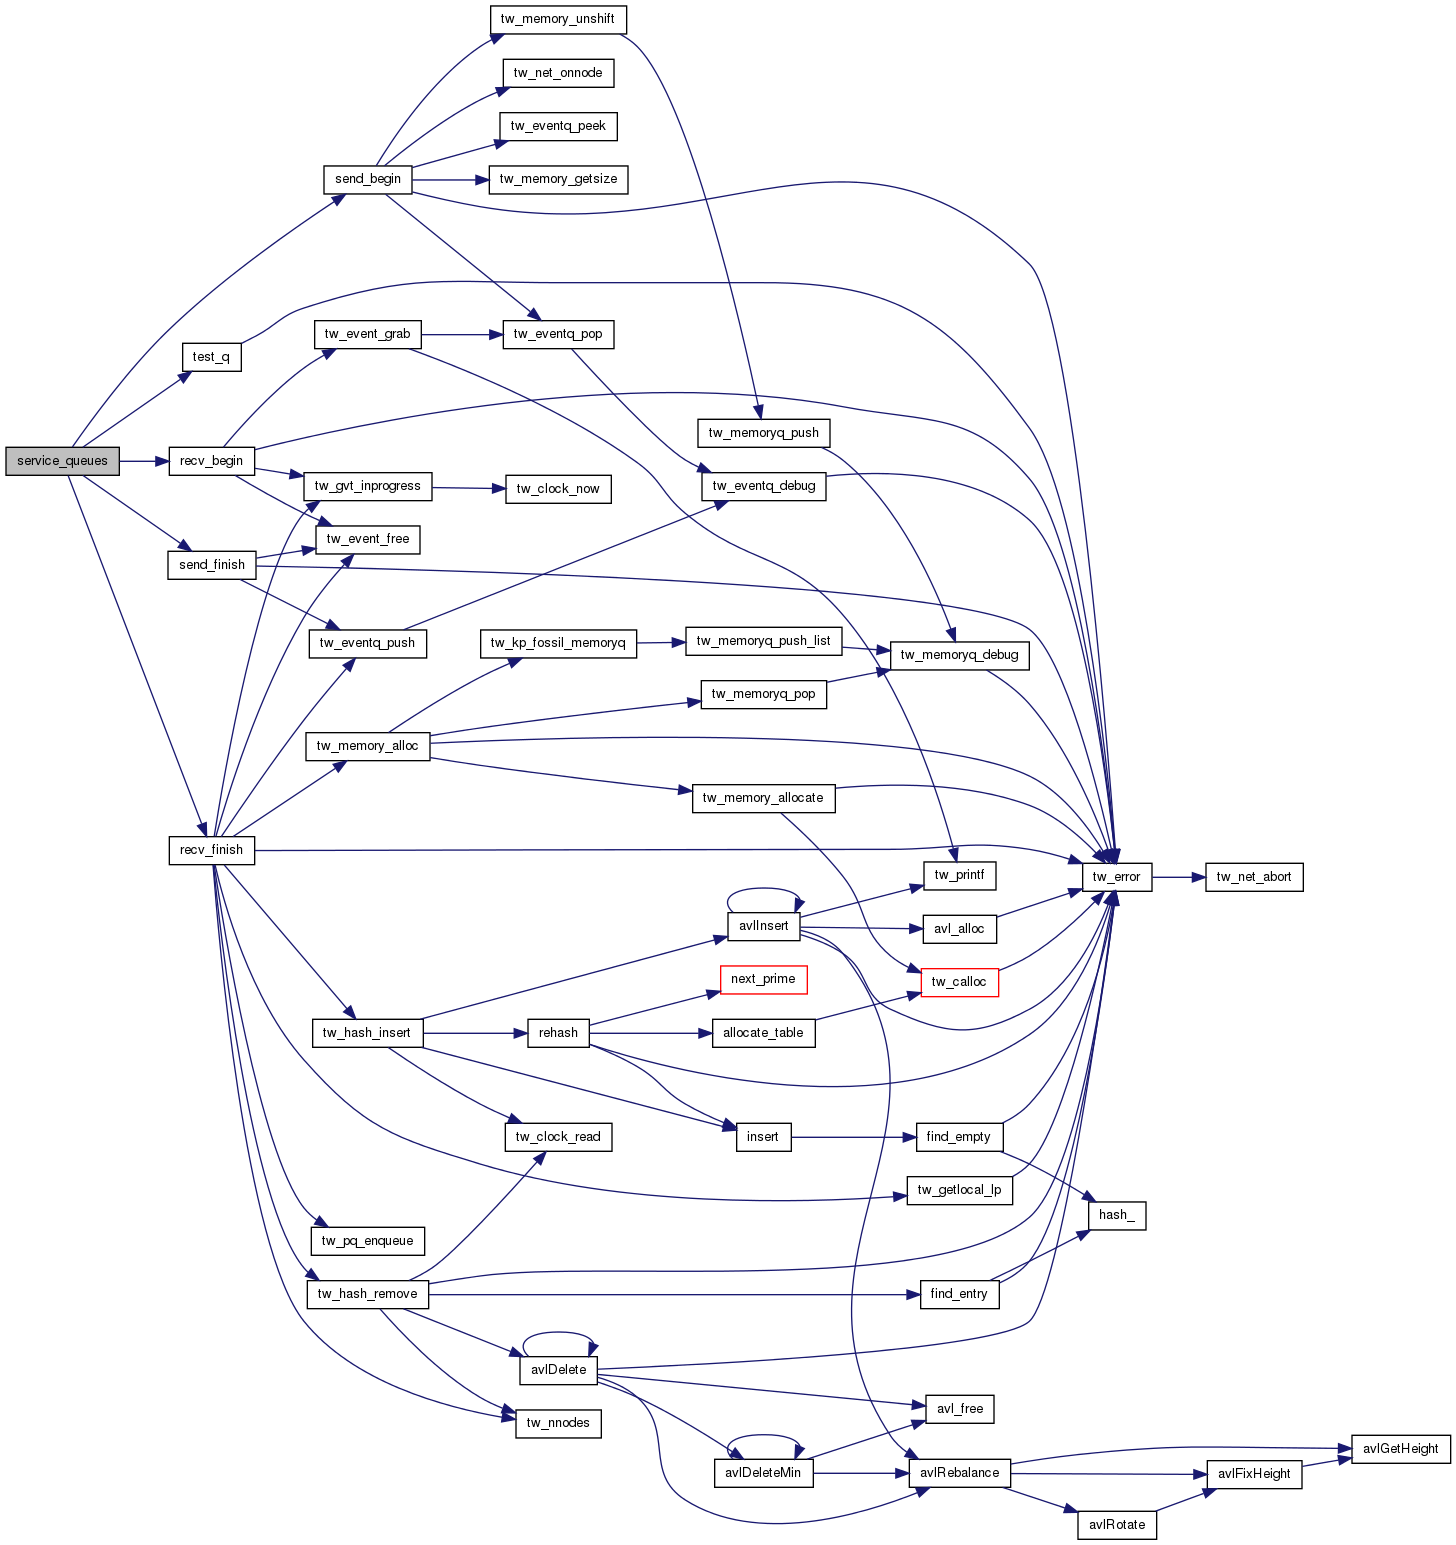 tw_memory_unshift
tw_net_onnode
tw_eventq_peek
send_begin
tw_memory_getsize
tw_event_grab
tw_eventq_pop
test_q
tw_memoryq_push
service_queues
recv_begin
tw_gvt_inprogress
tw_clock_now
tw_eventq_debug
tw_event_free
send_finish
tw_eventq_push
tw_kp_fossil_memoryq
tw_memoryq_push_list
tw_memoryq_debug
tw_memoryq_pop
tw_memory_alloc
tw_memory_allocate
recv_finish
tw_printf
tw_error
tw_net_abort
avlInsert
avl_alloc
next_prime
tw_calloc
tw_hash_insert
rehash
allocate_table
tw_clock_read
insert
find_empty
tw_getlocal_lp
hash_
tw_pq_enqueue
tw_hash_remove
find_entry
avlDelete
avl_free
tw_nnodes
avlGetHeight
avlDeleteMin
avlRebalance
avlFixHeight
avlRotate